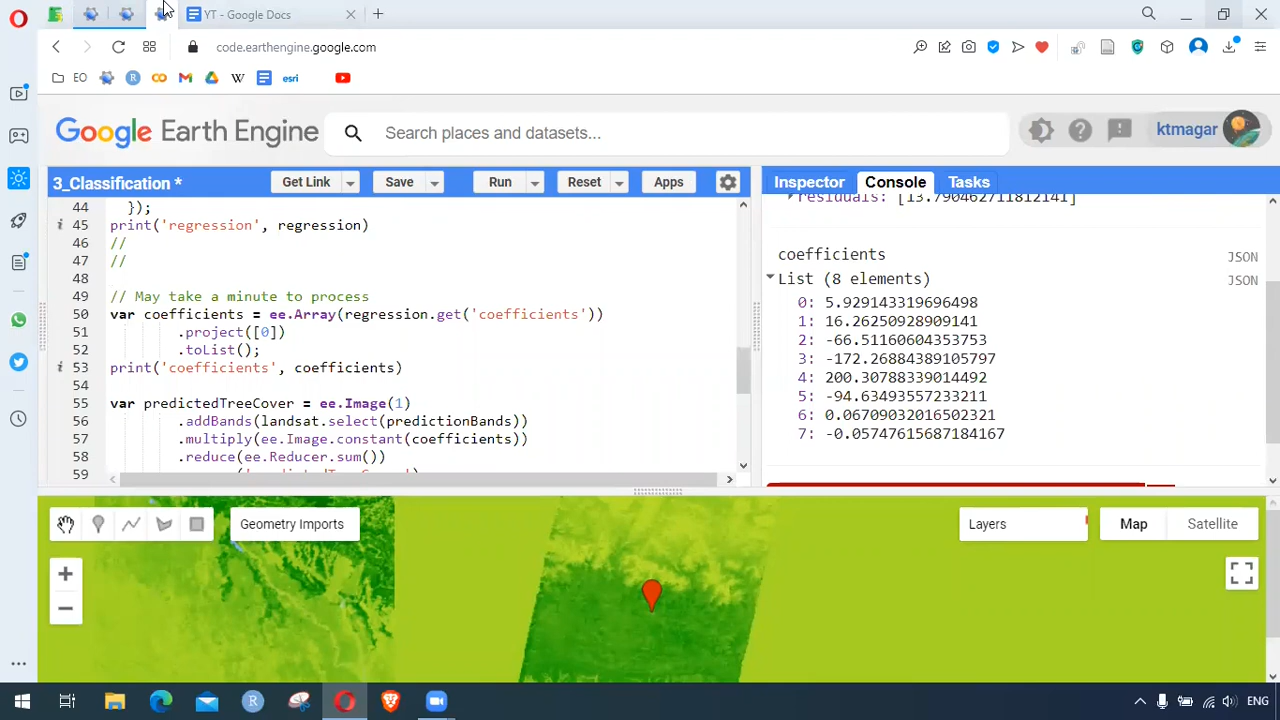 YT - Google Docs
code.earthengine.google.com
EO
esri
Google Earth Engine
Search places and datasets...
ktmagar
3_Classification *
Get Link
Save
Run
Reset
Apps
Inspector
Console
Tasks
44 });
45 print('regression', regression)
46 //
47 //
48
49 // May take a minute to process
50 var coefficients = ee.Array(regression.get('coefficients'))
51 .project([0])
52 .toList();
53 print('coefficients', coefficients)
54
55 var predictedTreeCover = ee.Image(1)
56 .addBands(landsat.select(predictionBands))
57 .multiply(ee.Image.constant(coefficients))
58 .reduce(ee.Reducer.sum())
59
residuals: [13.790462711812141]
coefficients
JSON
List (8 elements)
JSON
0: 5.929143319696498
1: 16.26250928909141
2: -66.51160604353753
3: -172.26884389105797
4: 200.30788339014492
5: -94.63493557233211
6: 0.06709032016502321
7: -0.05747615687184167
Geometry Imports
Layers
Map
Satellite
ENG